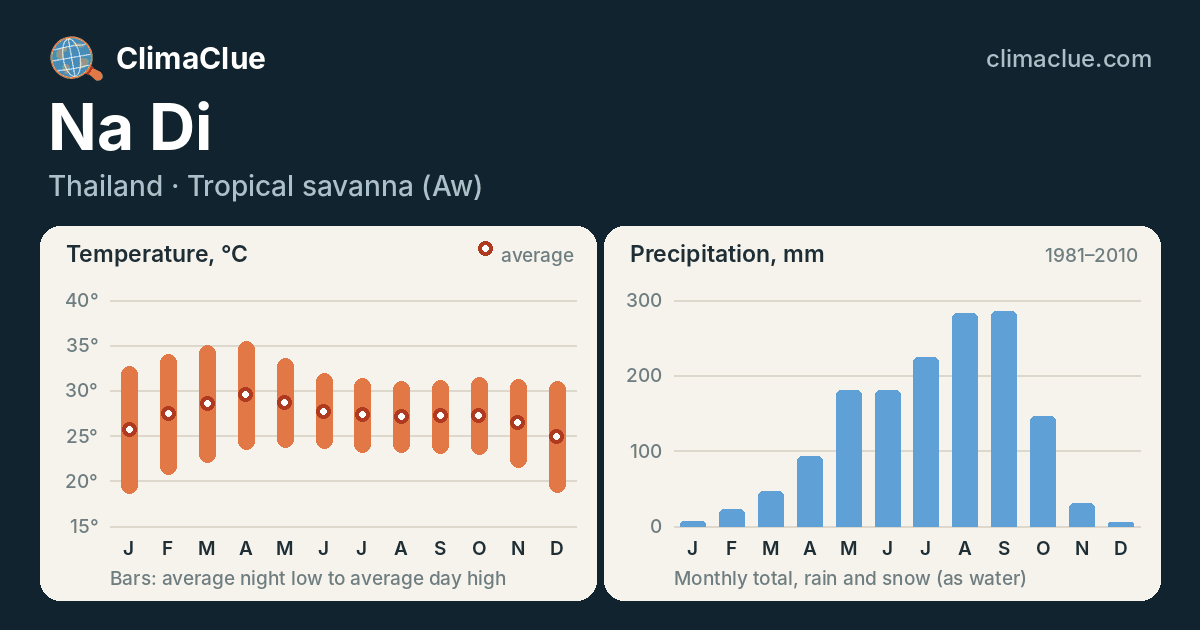 ClimaClue
climaclue.com
Na Di
Thailand · Tropical savanna (Aw)
Temperature, °C
average
40°
35°
30°
25°
20°
15°
J F M A M J J A S O N D
Bars: average night low to average day high
Precipitation, mm
1981–2010
300
200
100
0
J F M A M J J A S O N D
Monthly total, rain and snow (as water)